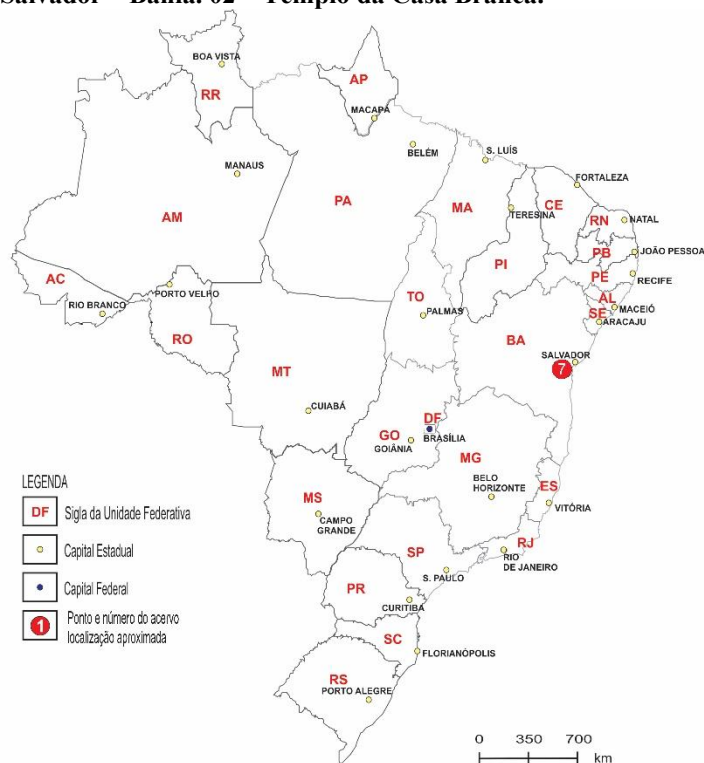 Salvador – Bahia. 02 – Templo da Casa Branca.
BOA VISTA
RR
AP
MACAPÁ
BELÉM
S. LUÍS
MANAUS
FORTALEZA
AM
PA
MA
TERESINA
CE
RN
NATAL
PB
JOÃO PESSOA
PI
PE
RECIFE
AC
RIO BRANCO
PORTO VELHO
TO
PALMAS
AL
MACEIÓ
SE
ARACAJU
RO
BA
MT
SALVADOR
7
CUIABÁ
GO
GOIÂNIA
DF
BRASÍLIA
MG
BELO
HORIZONTE
ES
VITÓRIA
MS
CAMPO
GRANDE
SP
RJ
RIO
DE JANEIRO
S. PAULO
PR
CURITIBA
SC
FLORIANÓPOLIS
RS
PORTO ALEGRE
LEGENDA
DF Sigla da Unidade Federativa
Capital Estadual
Capital Federal
1 Ponto e número do acervo
localização aproximada
0 350 700
km